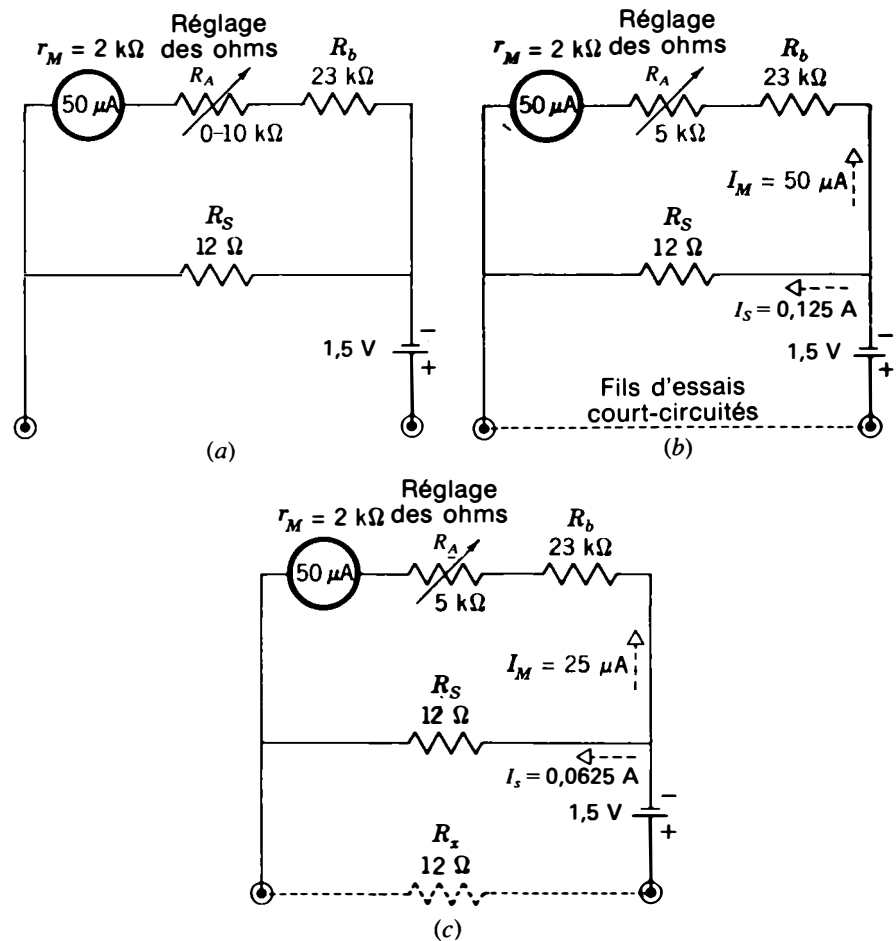 Réglage
des ohms
r_M = 2 kΩ
R_b
23 kΩ
R_A
50 μA
0–10 kΩ
R_S
12 Ω
1,5 V
−
+
(a)
Réglage
des ohms
r_M = 2 kΩ
R_b
23 kΩ
R_A
50 μA
5 kΩ
I_M = 50 μA
R_S
12 Ω
I_S = 0,125 A
1,5 V
−
+
Fils d'essais
court-circuités
(b)
Réglage
r_M = 2 kΩ des ohms
R_b
23 kΩ
R_A
50 μA
5 kΩ
I_M = 25 μA
R_S
12 Ω
I_s = 0,0625 A
1,5 V
−
+
R_x
12 Ω
(c)